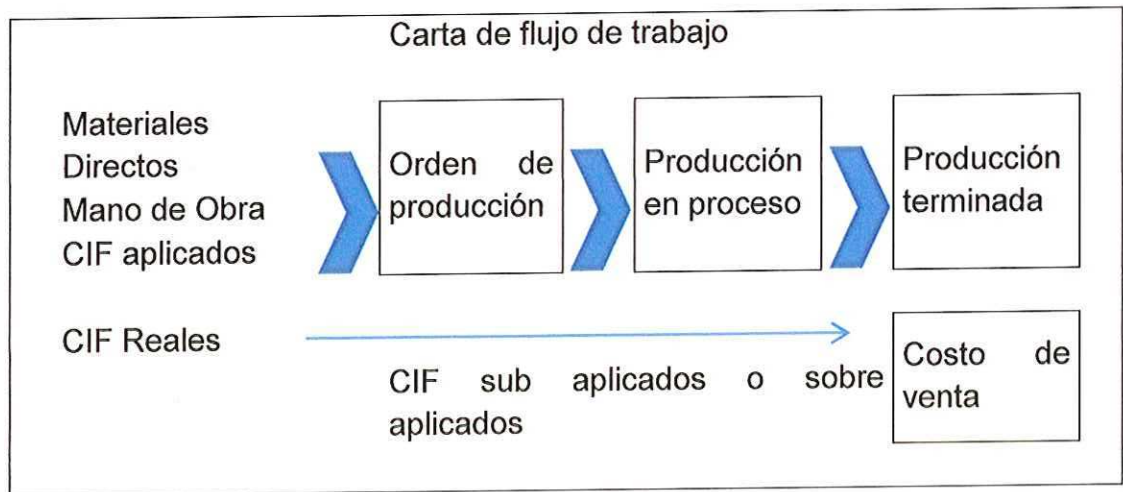 Carta de flujo de trabajo
Materiales
Directos
Mano de Obra
CIF aplicados
Orden de
producción
Producción
en proceso
Producción
terminada
CIF Reales
CIF sub aplicados o sobre
aplicados
Costo de
venta